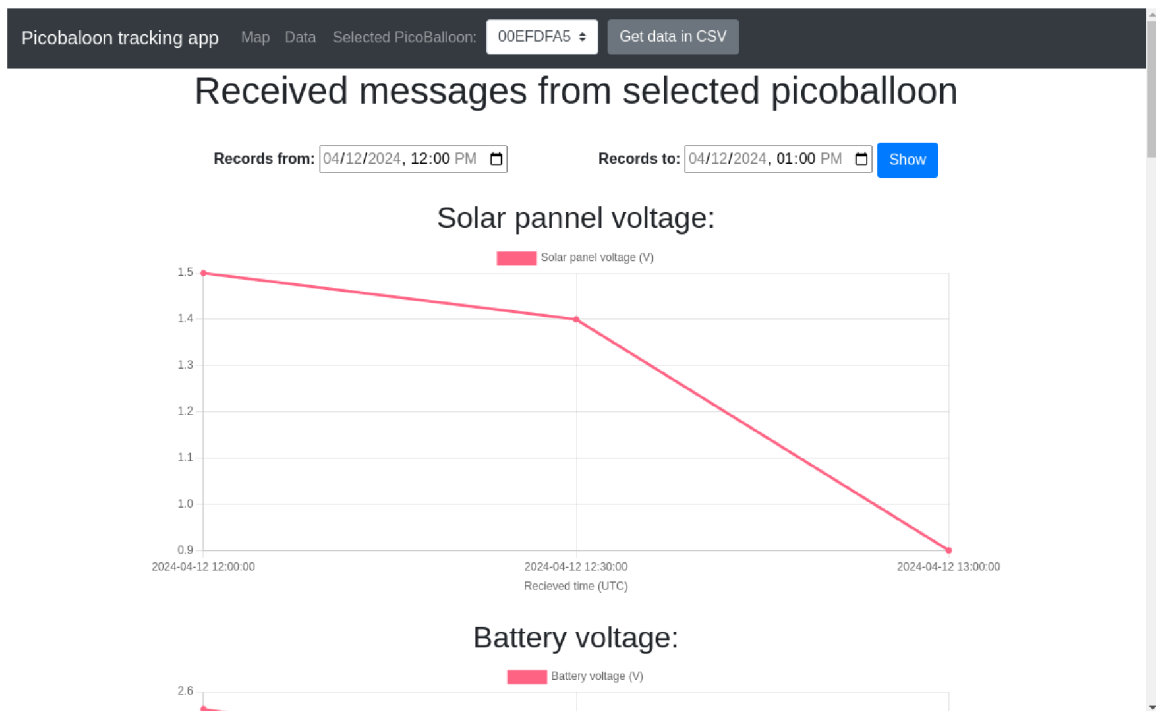 Picobaloon tracking app Map Data Selected PicoBalloon: 00EFDFA5 Get data in CSV
Received messages from selected picoballoon
Records from: 04/12/2024, 12:00 PM Records to: 04/12/2024, 01:00 PM Show
Solar pannel voltage:
Solar panel voltage (V)
1.5
1.4
1.3
1.2
1.1
1.0
0.9
2024-04-12 12:00:00 2024-04-12 12:30:00 2024-04-12 13:00:00
Recieved time (UTC)
Battery voltage:
Battery voltage (V)
2.6